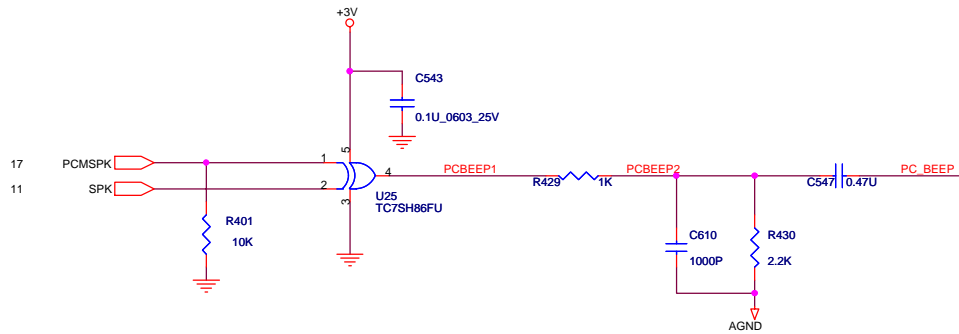 +3V
C543
0.1U_0603_25V
17 PCMSPK 1 5 4 PCBEEP1 R429 1K PCBEEP2 C547 0.47U PC_BEEP
11 SPK 2 3
U25
TC7SH86FU
R401
10K
C610
1000P
R430
2.2K
AGND